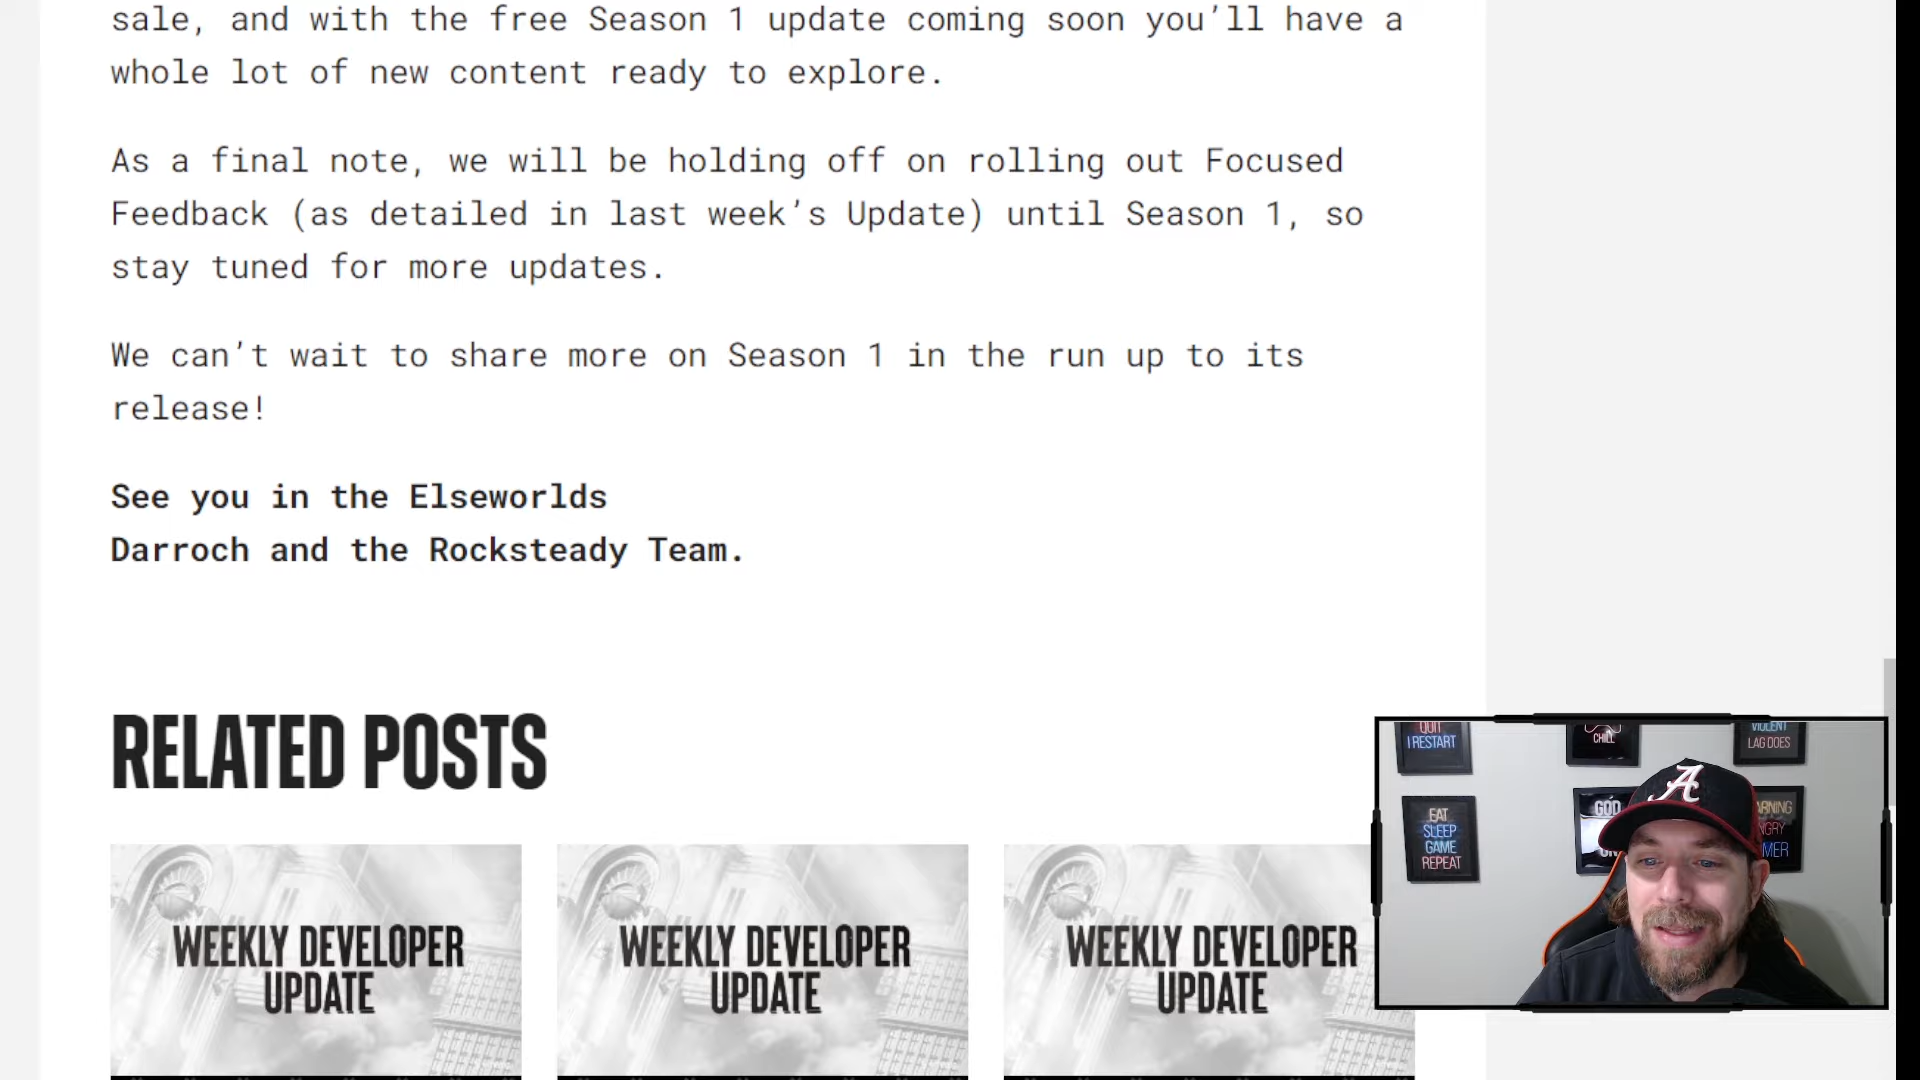 sale, and with the free Season 1 update coming soon you’ll have a
whole lot of new content ready to explore.
As a final note, we will be holding off on rolling out Focused
Feedback (as detailed in last week’s Update) until Season 1, so
stay tuned for more updates.
We can’t wait to share more on Season 1 in the run up to its
release!
See you in the Elseworlds
Darroch and the Rocksteady Team.
RELATED POSTS
WEEKLY DEVELOPER
UPDATE
WEEKLY DEVELOPER
UPDATE
WEEKLY DEVELOPER
UPDATE
QUIT
I RESTART
CHILL
VIOLENT
LAG DOES
EAT
SLEEP
GAME
REPEAT
GOD
A